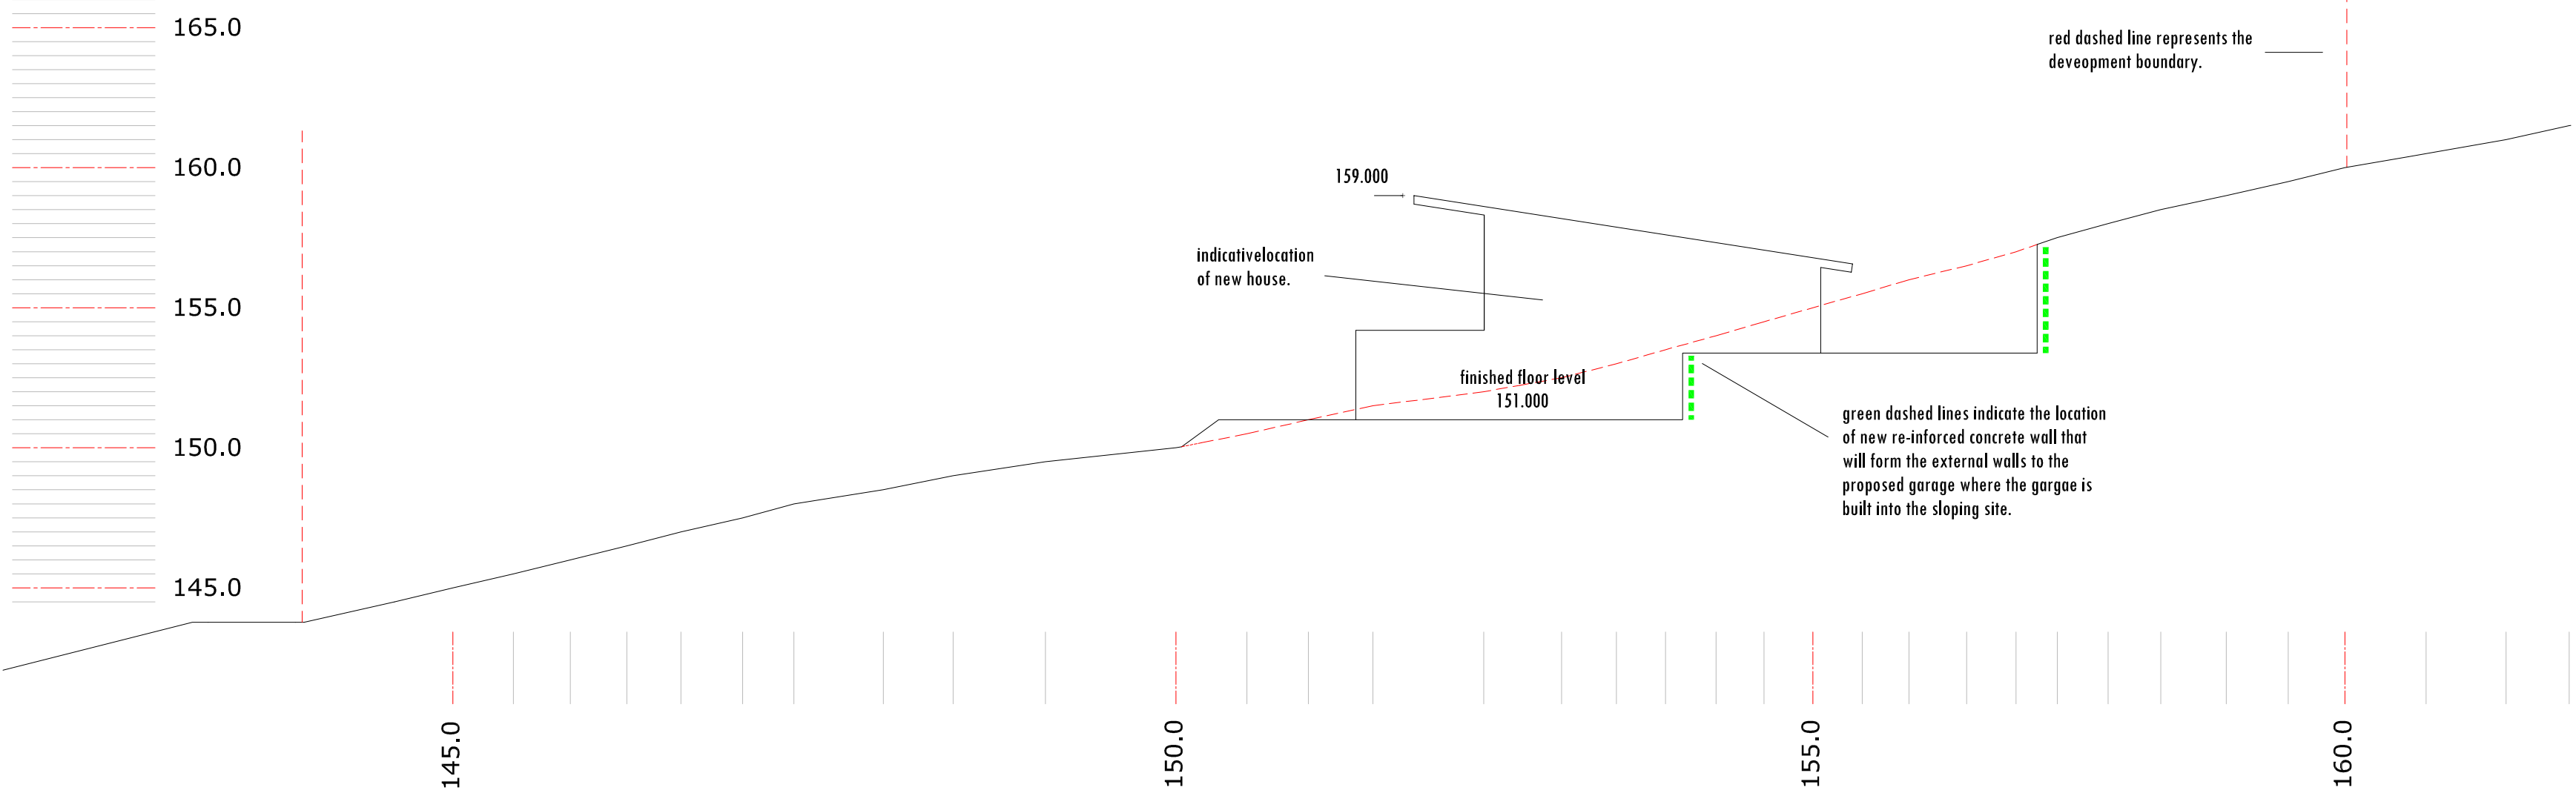 165.0
160.0
155.0
150.0
145.0
red dashed line represents the
deveopment boundary.
159.000
indicativelocation
of new house.
finished floor level
151.000
green dashed lines indicate the location
of new re-inforced concrete wall that
will form the external walls to the
proposed garage where the gargae is
built into the sloping site.
145.0
150.0
155.0
160.0